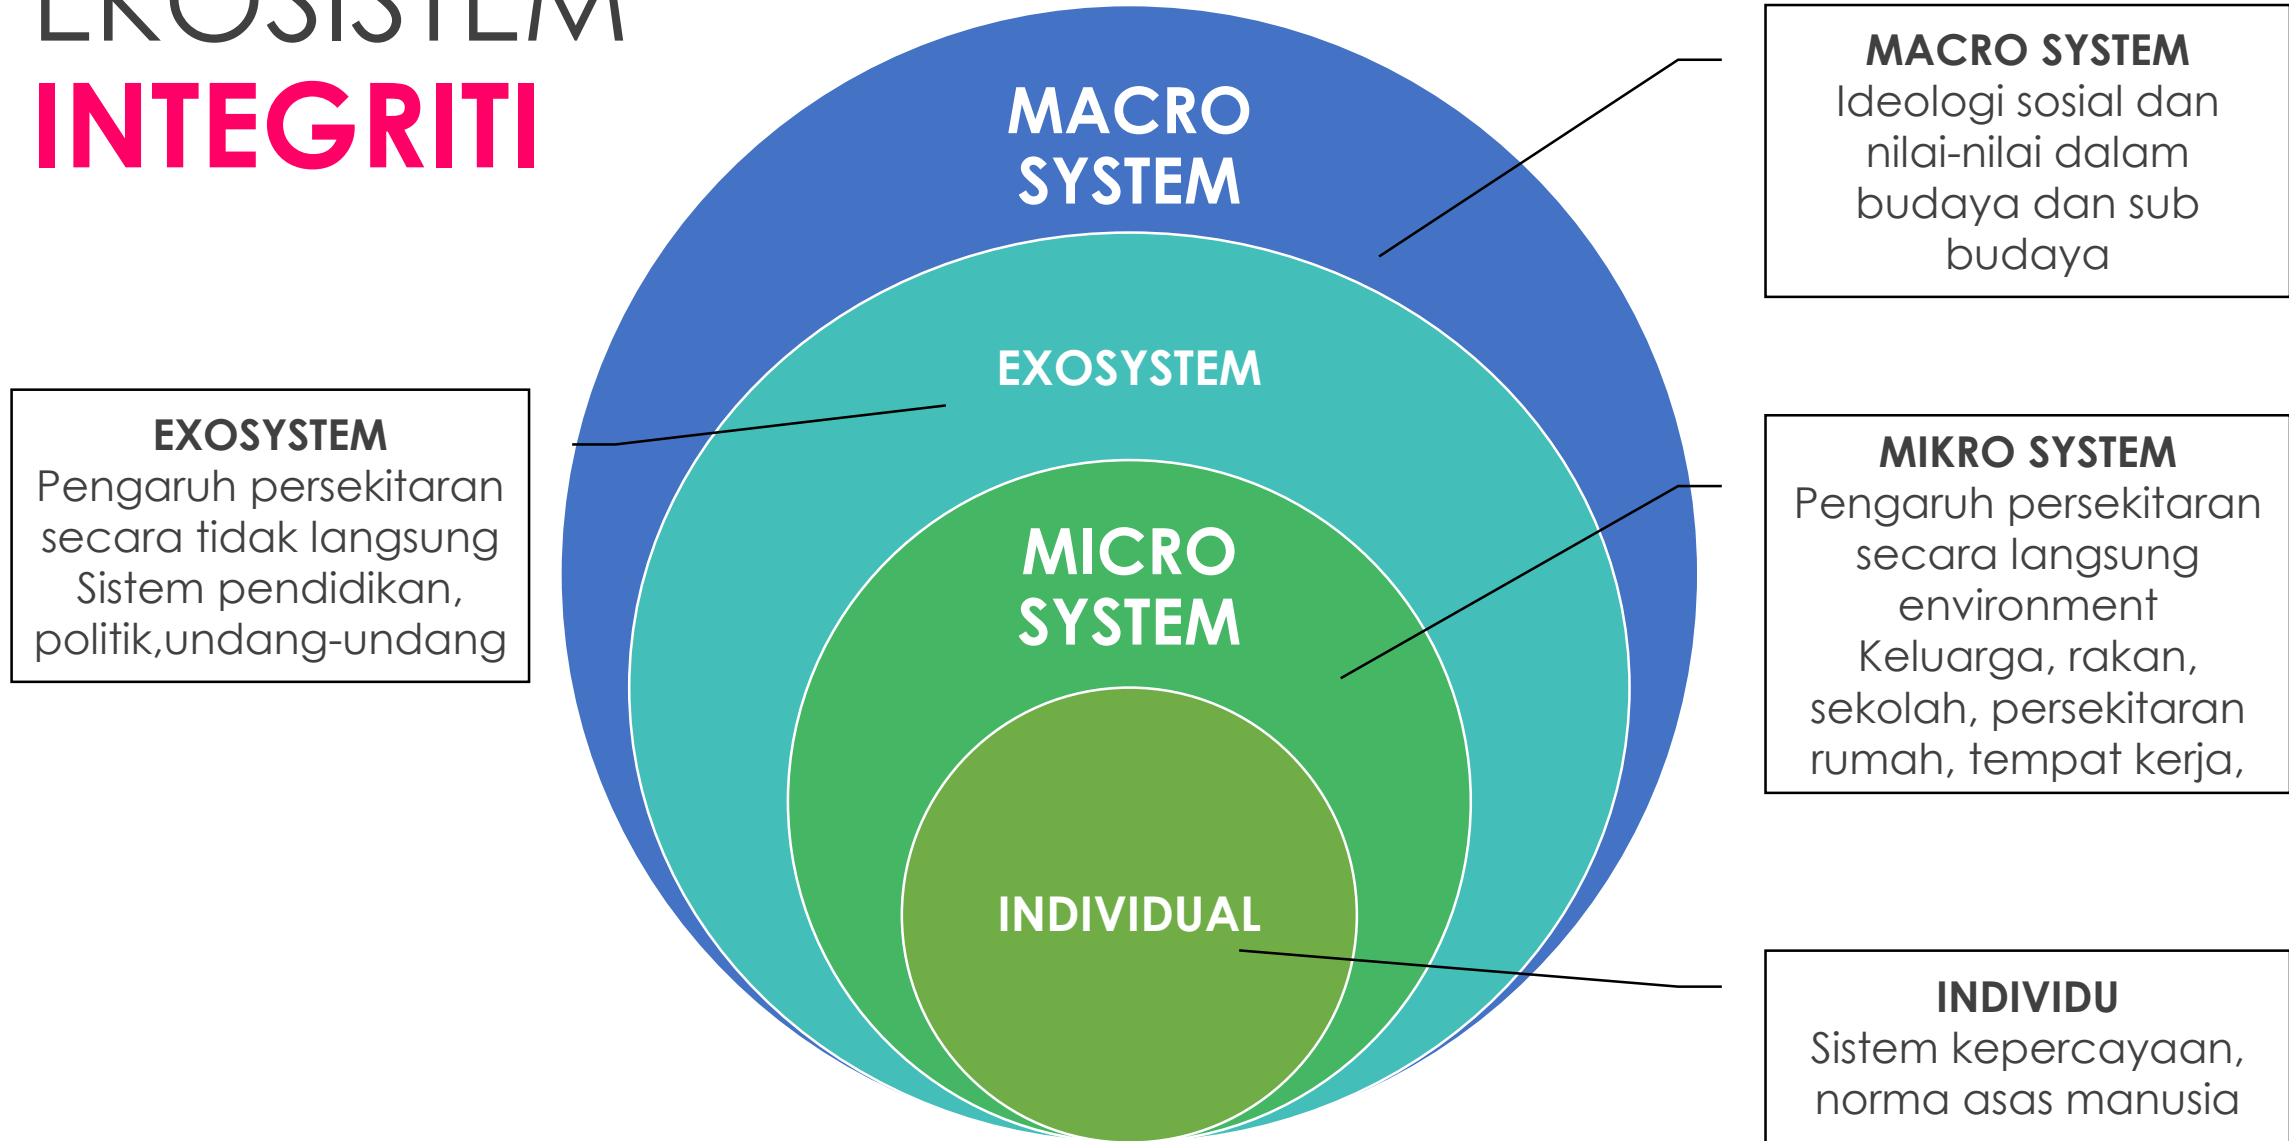 EKOSISTEM
INTEGRITI
MACRO
SYSTEM
EXOSYSTEM
MICRO
SYSTEM
INDIVIDUAL
MACRO SYSTEM
Ideologi sosial dan
nilai-nilai dalam
budaya dan sub
budaya
EXOSYSTEM
Pengaruh persekitaran
secara tidak langsung
Sistem pendidikan,
politik,undang-undang
MIKRO SYSTEM
Pengaruh persekitaran
secara langsung
environment
Keluarga, rakan,
sekolah, persekitaran
rumah, tempat kerja,
INDIVIDU
Sistem kepercayaan,
norma asas manusia